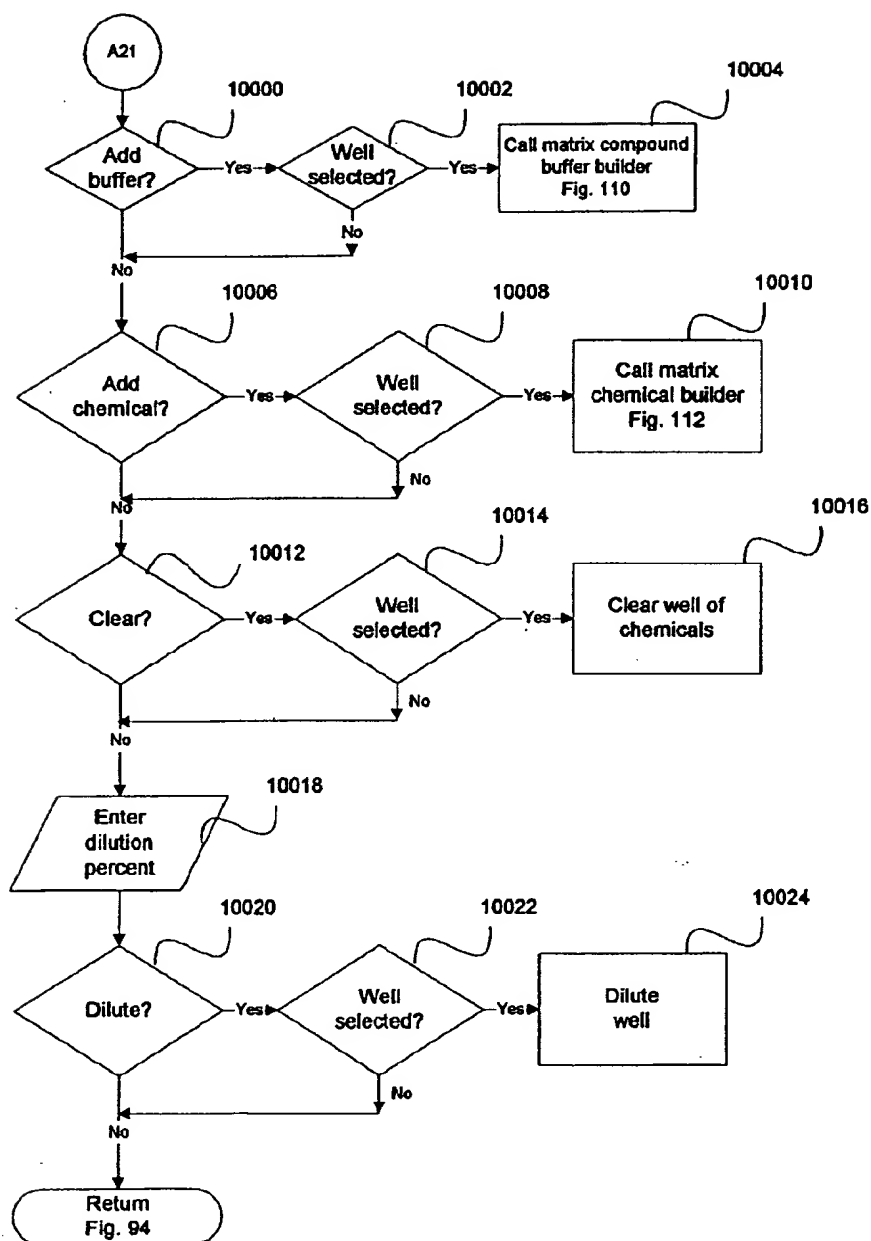 A21
10000
10002
10004
Add
buffer?
Yes
Well
selected?
Yes
Call matrix compound
buffer builder
Fig. 110
No
No
10006
10008
10010
Add
chemical?
Yes
Well
selected?
Yes
Call matrix
chemical builder
Fig. 112
No
No
10012
10014
10016
Clear?
Yes
Well
selected?
Yes
Clear well of
chemicals
No
No
10018
Enter
dilution
percent
10020
10022
10024
Dilute?
Yes
Well
selected?
Yes
Dilute
well
No
No
Return
Fig. 94